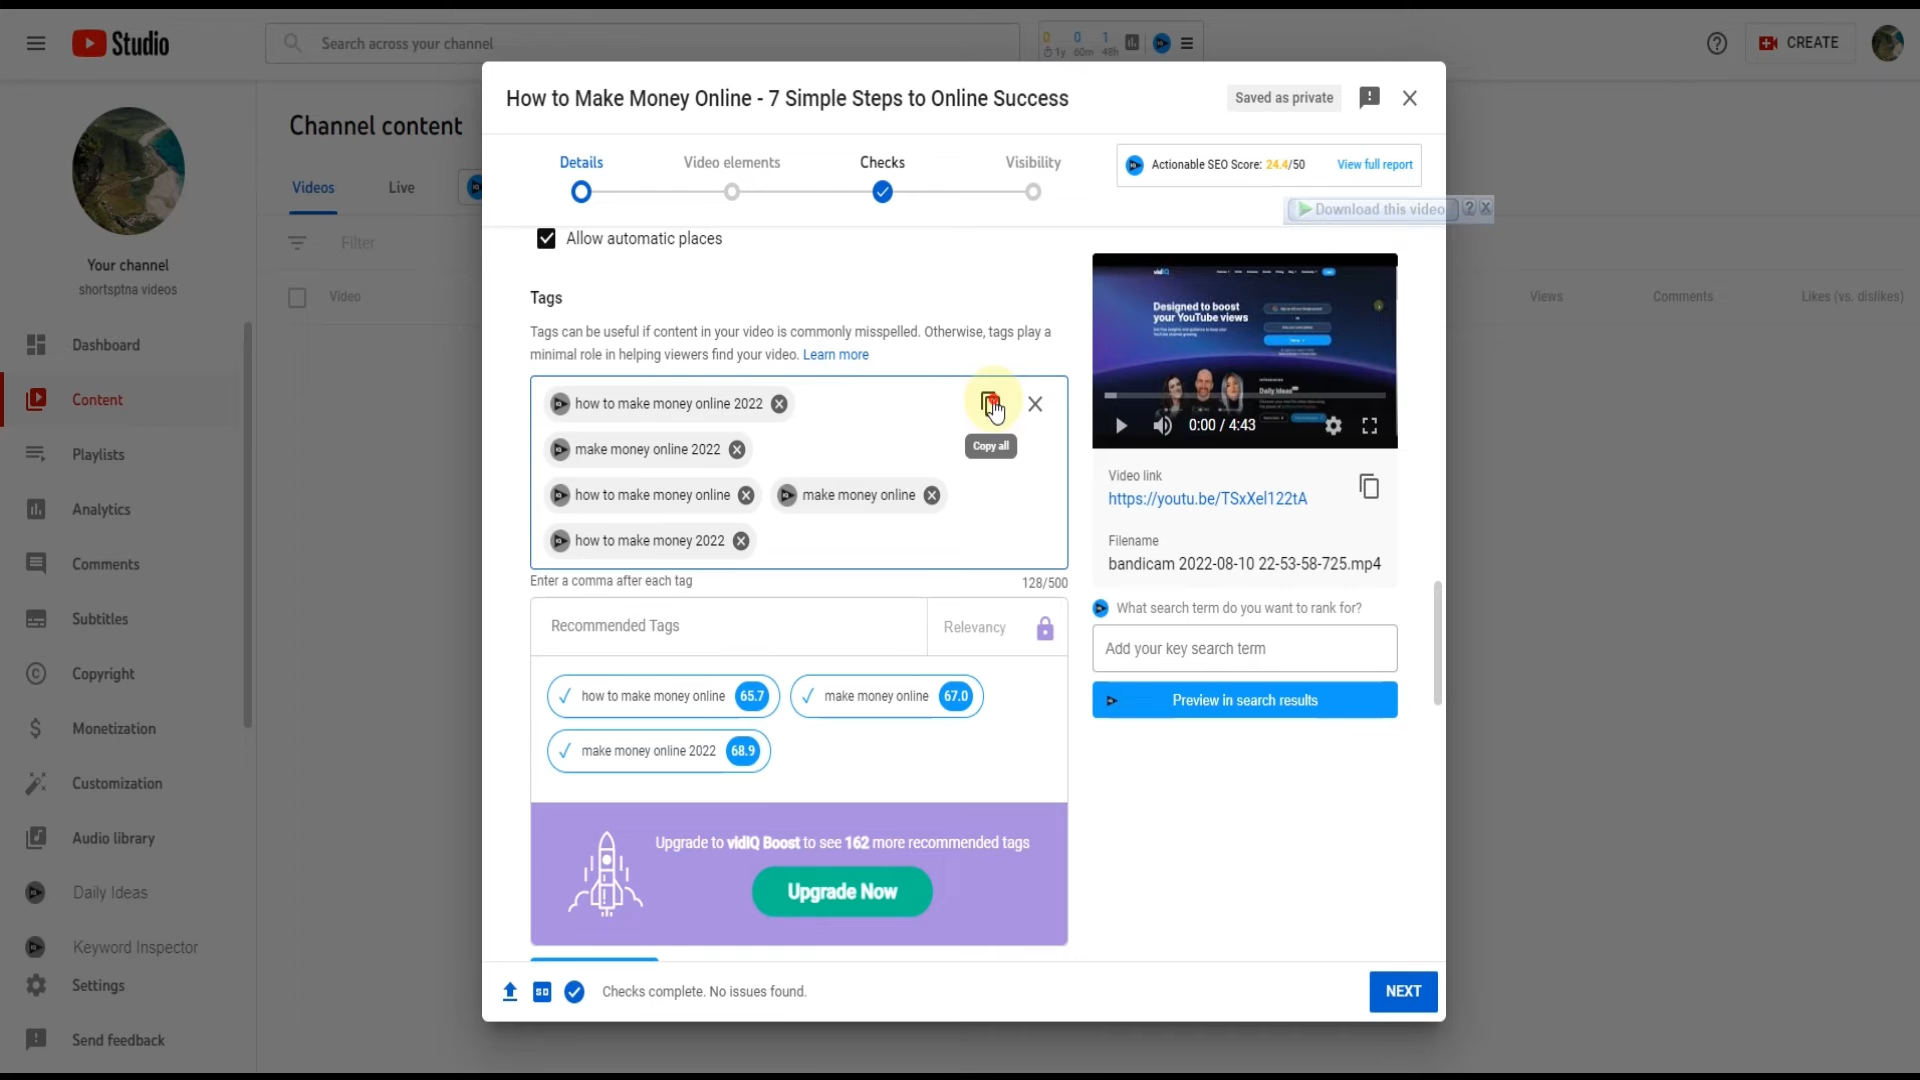 Studio
Search across your channel
0 0 1
1y 60m 48h
CREATE
How to Make Money Online - 7 Simple Steps to Online Success
Saved as private
Channel content
Details
Video elements
Checks
Visibility
Actionable SEO Score: 24.4/50
View full report
Videos
Live
Download this video
Allow automatic places
Filter
Your channel
shortsptna videos
Video
Views
Comments
Likes (vs. dislikes)
Tags
Tags can be useful if content in your video is commonly misspelled. Otherwise, tags play a
minimal role in helping viewers find your video. Learn more
how to make money online 2022
Copy all
make money online 2022
how to make money online
make money online
how to make money 2022
Enter a comma after each tag
128/500
Recommended Tags
Relevancy
how to make money online 65.7
make money online 67.0
make money online 2022 68.9
Upgrade to vidIQ Boost to see 162 more recommended tags
Upgrade Now
vidIQ
Designed to boost
your YouTube views
Daily Ideas
0:00 / 4:43
Video link
https://youtu.be/TSxXel122tA
Filename
bandicam 2022-08-10 22-53-58-725.mp4
What search term do you want to rank for?
Add your key search term
Preview in search results
Dashboard
Content
Playlists
Analytics
Comments
Subtitles
Copyright
Monetization
Customization
Audio library
Daily Ideas
Keyword Inspector
Settings
Send feedback
SD
Checks complete. No issues found.
NEXT